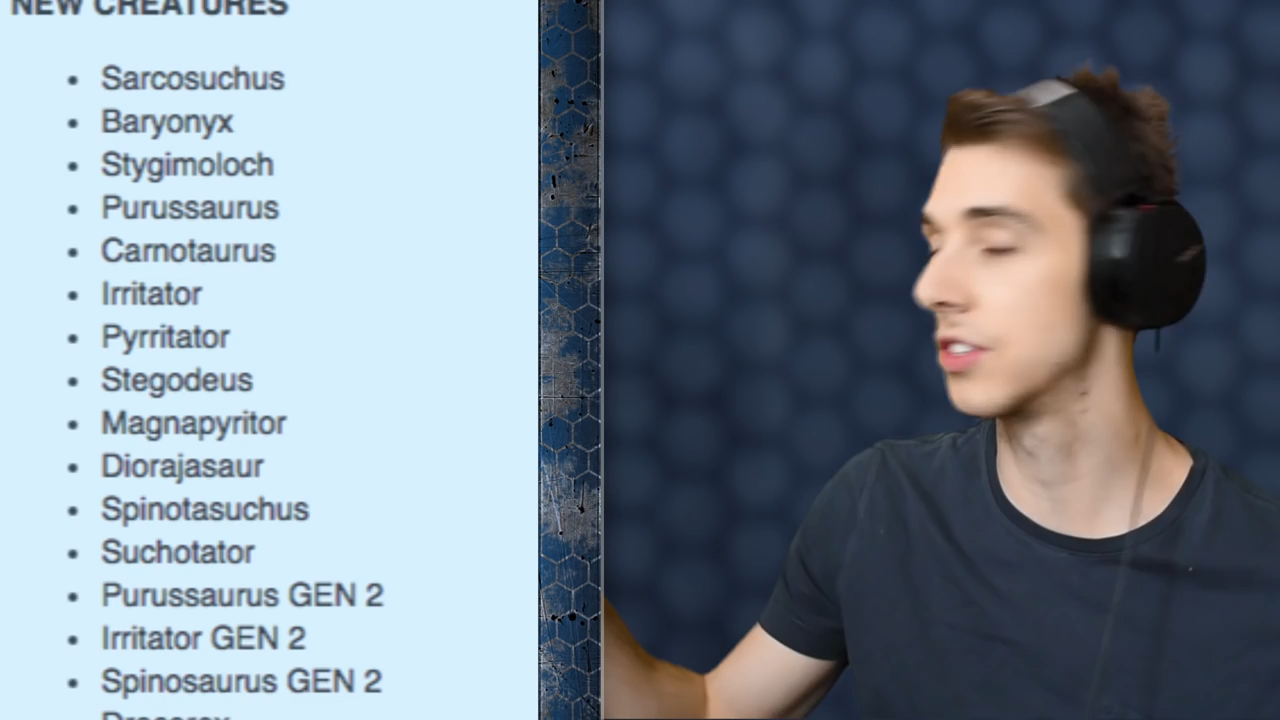 NEW CREATURES
Sarcosuchus
Baryonyx
Stygimoloch
Purussaurus
Carnotaurus
Irritator
Pyrritator
Stegodeus
Magnapyritor
Diorajasaur
Spinotasuchus
Suchotator
Purussaurus GEN 2
Irritator GEN 2
Spinosaurus GEN 2